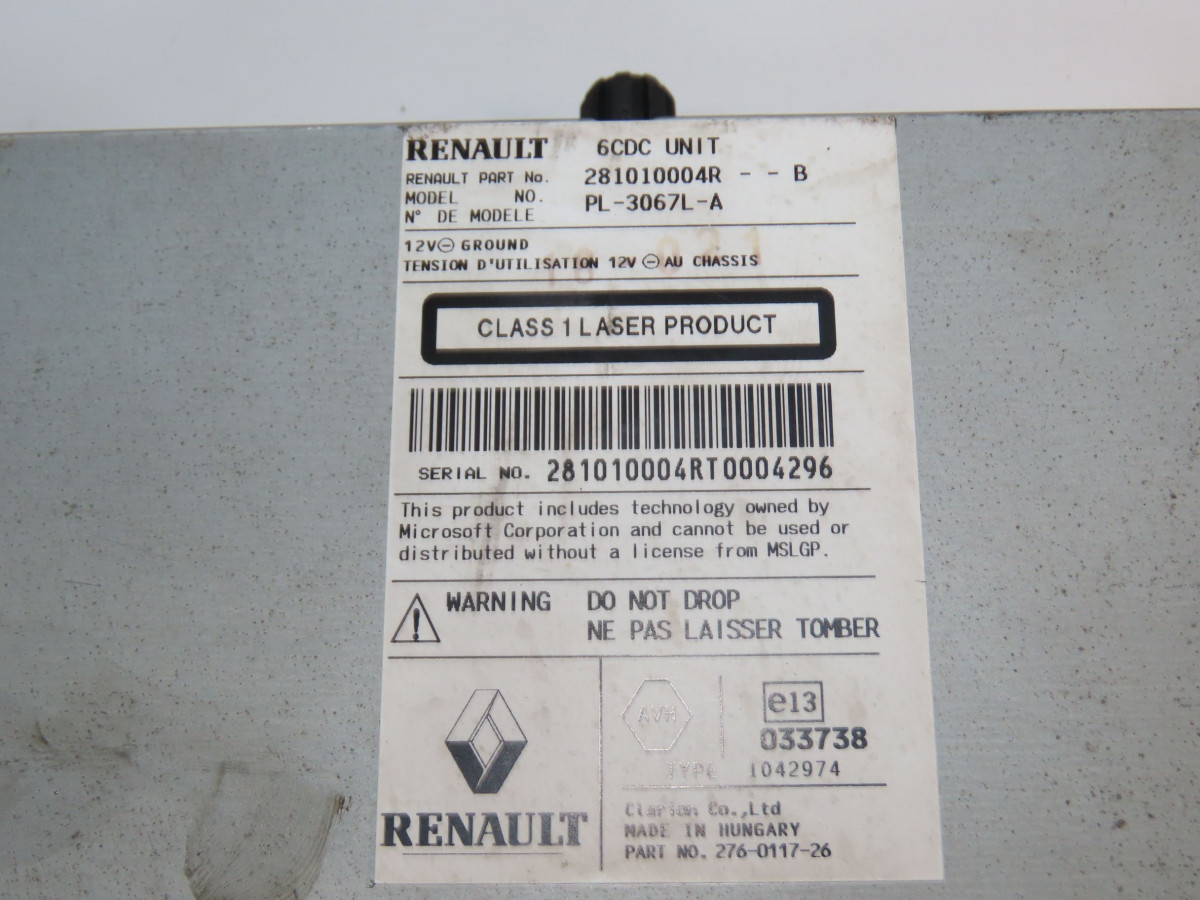 RENAULT 6CDC UNIT
RENAULT PART No. 281010004R - - B
MODEL NO. PL-3067L-A
N° DE MODELE
12V⊖ GROUND
TENSION D'UTILISATION 12V ⊖ AU CHASSIS
CLASS 1 LASER PRODUCT
SERIAL NO. 281010004RT0004296
This product includes technology owned by
Microsoft Corporation and cannot be used or
distributed without a license from MSLGP.
WARNING DO NOT DROP
NE PAS LAISSER TOMBER
AVH e13
033738
TYPE 1042974
RENAULT
Clarion Co.,Ltd
MADE IN HUNGARY
PART NO. 276-0117-26